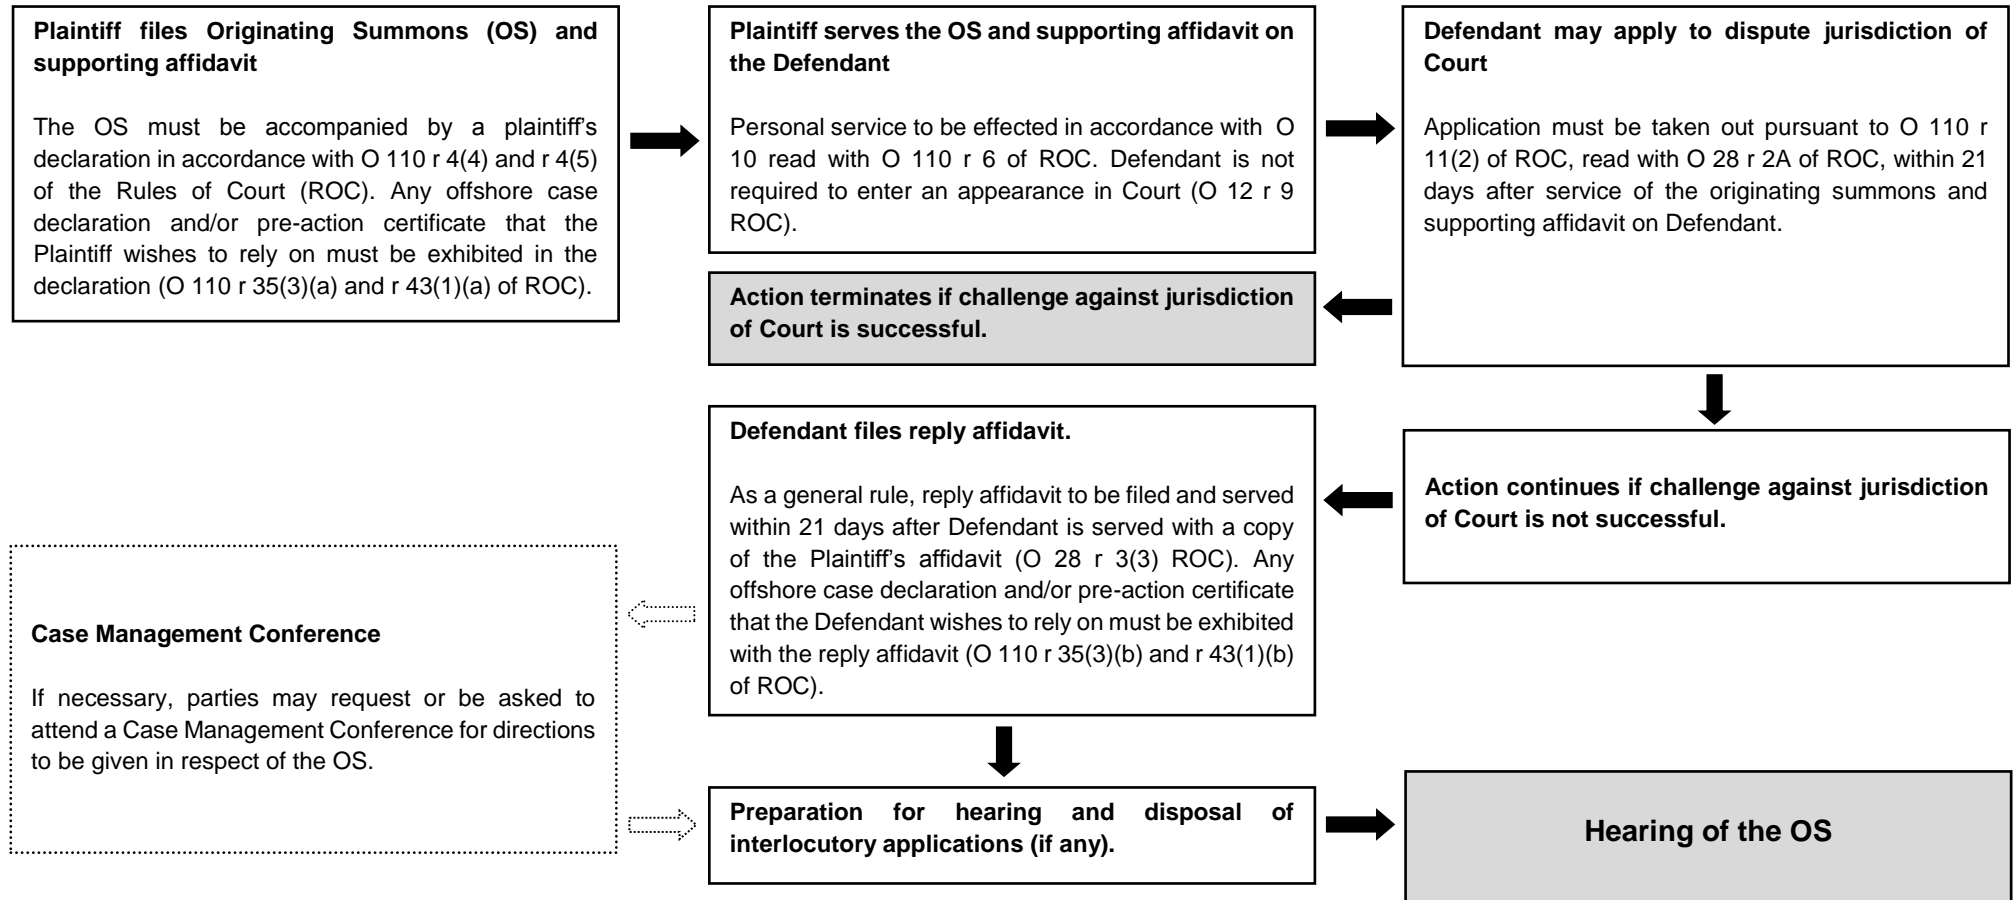 Plaintiff files Originating Summons (OS) and
supporting affidavit
The OS must be accompanied by a plaintiff's
declaration in accordance with O 110 r 4(4) and r 4(5)
of the Rules of Court (ROC). Any offshore case
declaration and/or pre-action certificate that the
Plaintiff wishes to rely on must be exhibited in the
declaration (O 110 r 35(3)(a) and r 43(1)(a) of ROC).
Plaintiff serves the OS and supporting affidavit on
the Defendant
Personal service to be effected in accordance with O
10 read with O 110 r 6 of ROC. Defendant is not
required to enter an appearance in Court (O 12 r 9
ROC).
Defendant may apply to dispute jurisdiction of
Court
Application must be taken out pursuant to O 110 r
11(2) of ROC, read with O 28 r 2A of ROC, within 21
days after service of the originating summons and
supporting affidavit on Defendant.
Action terminates if challenge against jurisdiction
of Court is successful.
Action continues if challenge against jurisdiction
of Court is not successful.
Defendant files reply affidavit.
As a general rule, reply affidavit to be filed and served
within 21 days after Defendant is served with a copy
of the Plaintiff's affidavit (O 28 r 3(3) ROC). Any
offshore case declaration and/or pre-action certificate
that the Defendant wishes to rely on must be exhibited
with the reply affidavit (O 110 r 35(3)(b) and r 43(1)(b)
of ROC).
Case Management Conference
If necessary, parties may request or be asked to
attend a Case Management Conference for directions
to be given in respect of the OS.
Preparation for hearing and disposal of
interlocutory applications (if any).
Hearing of the OS